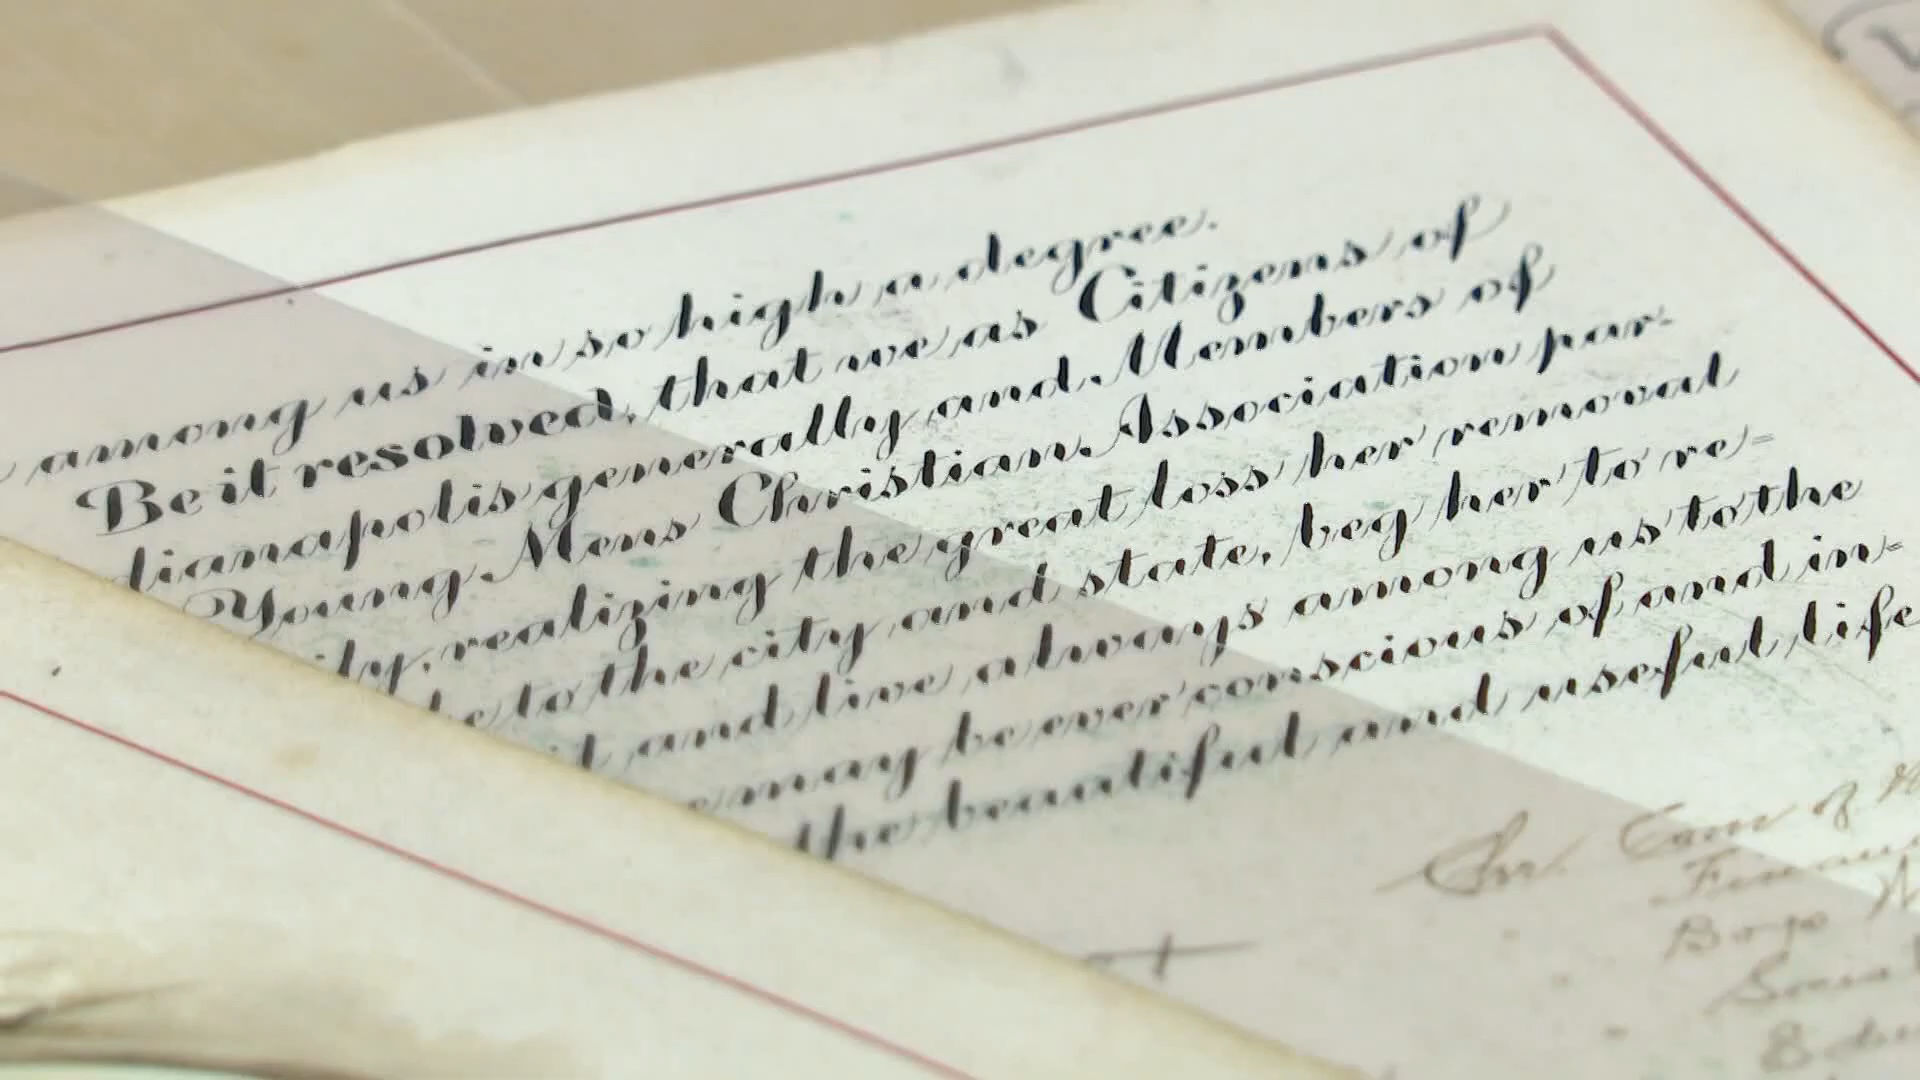 among us in so high a degree.
Be it resolved, that we as Citizens of
dianapolis generally and Members of
Young Mens Christian Association par-
ly, realizing the great loss her removal
be to the city and state, beg her to re-
and live always among us to the
may be ever conscious of and in-
the beautiful and useful life